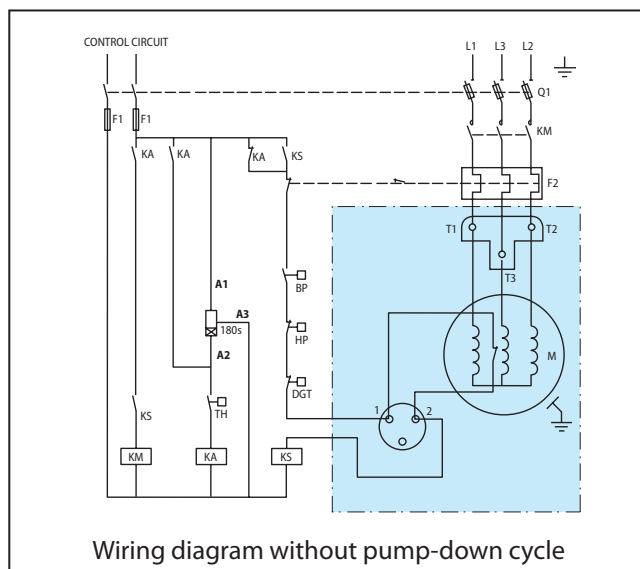 CONTROL CIRCUIT
L1 L3 L2
Q1
F1 F1
KM
KA KA KA KS
F2
T1 T2
T3
A1
BP
A3
180s
HP
M
A2
DGT
KS TH
1 2
KM KA KS
Wiring diagram without pump-down cycle